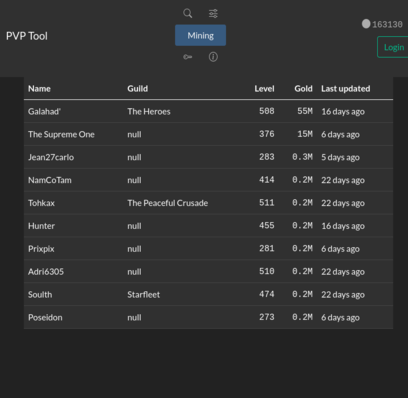 163130
PVP Tool
Mining
Login
Name Guild Level Gold Last updated
Galahad' The Heroes 508 55M 16 days ago
The Supreme One null 376 15M 6 days ago
Jean27carlo null 283 0.3M 5 days ago
NamCoTam null 414 0.2M 22 days ago
Tohkax The Peaceful Crusade 511 0.2M 22 days ago
Hunter null 455 0.2M 16 days ago
Prixpix null 281 0.2M 6 days ago
Adri6305 null 510 0.2M 22 days ago
Soulth Starfleet 474 0.2M 22 days ago
Poseidon null 273 0.2M 6 days ago